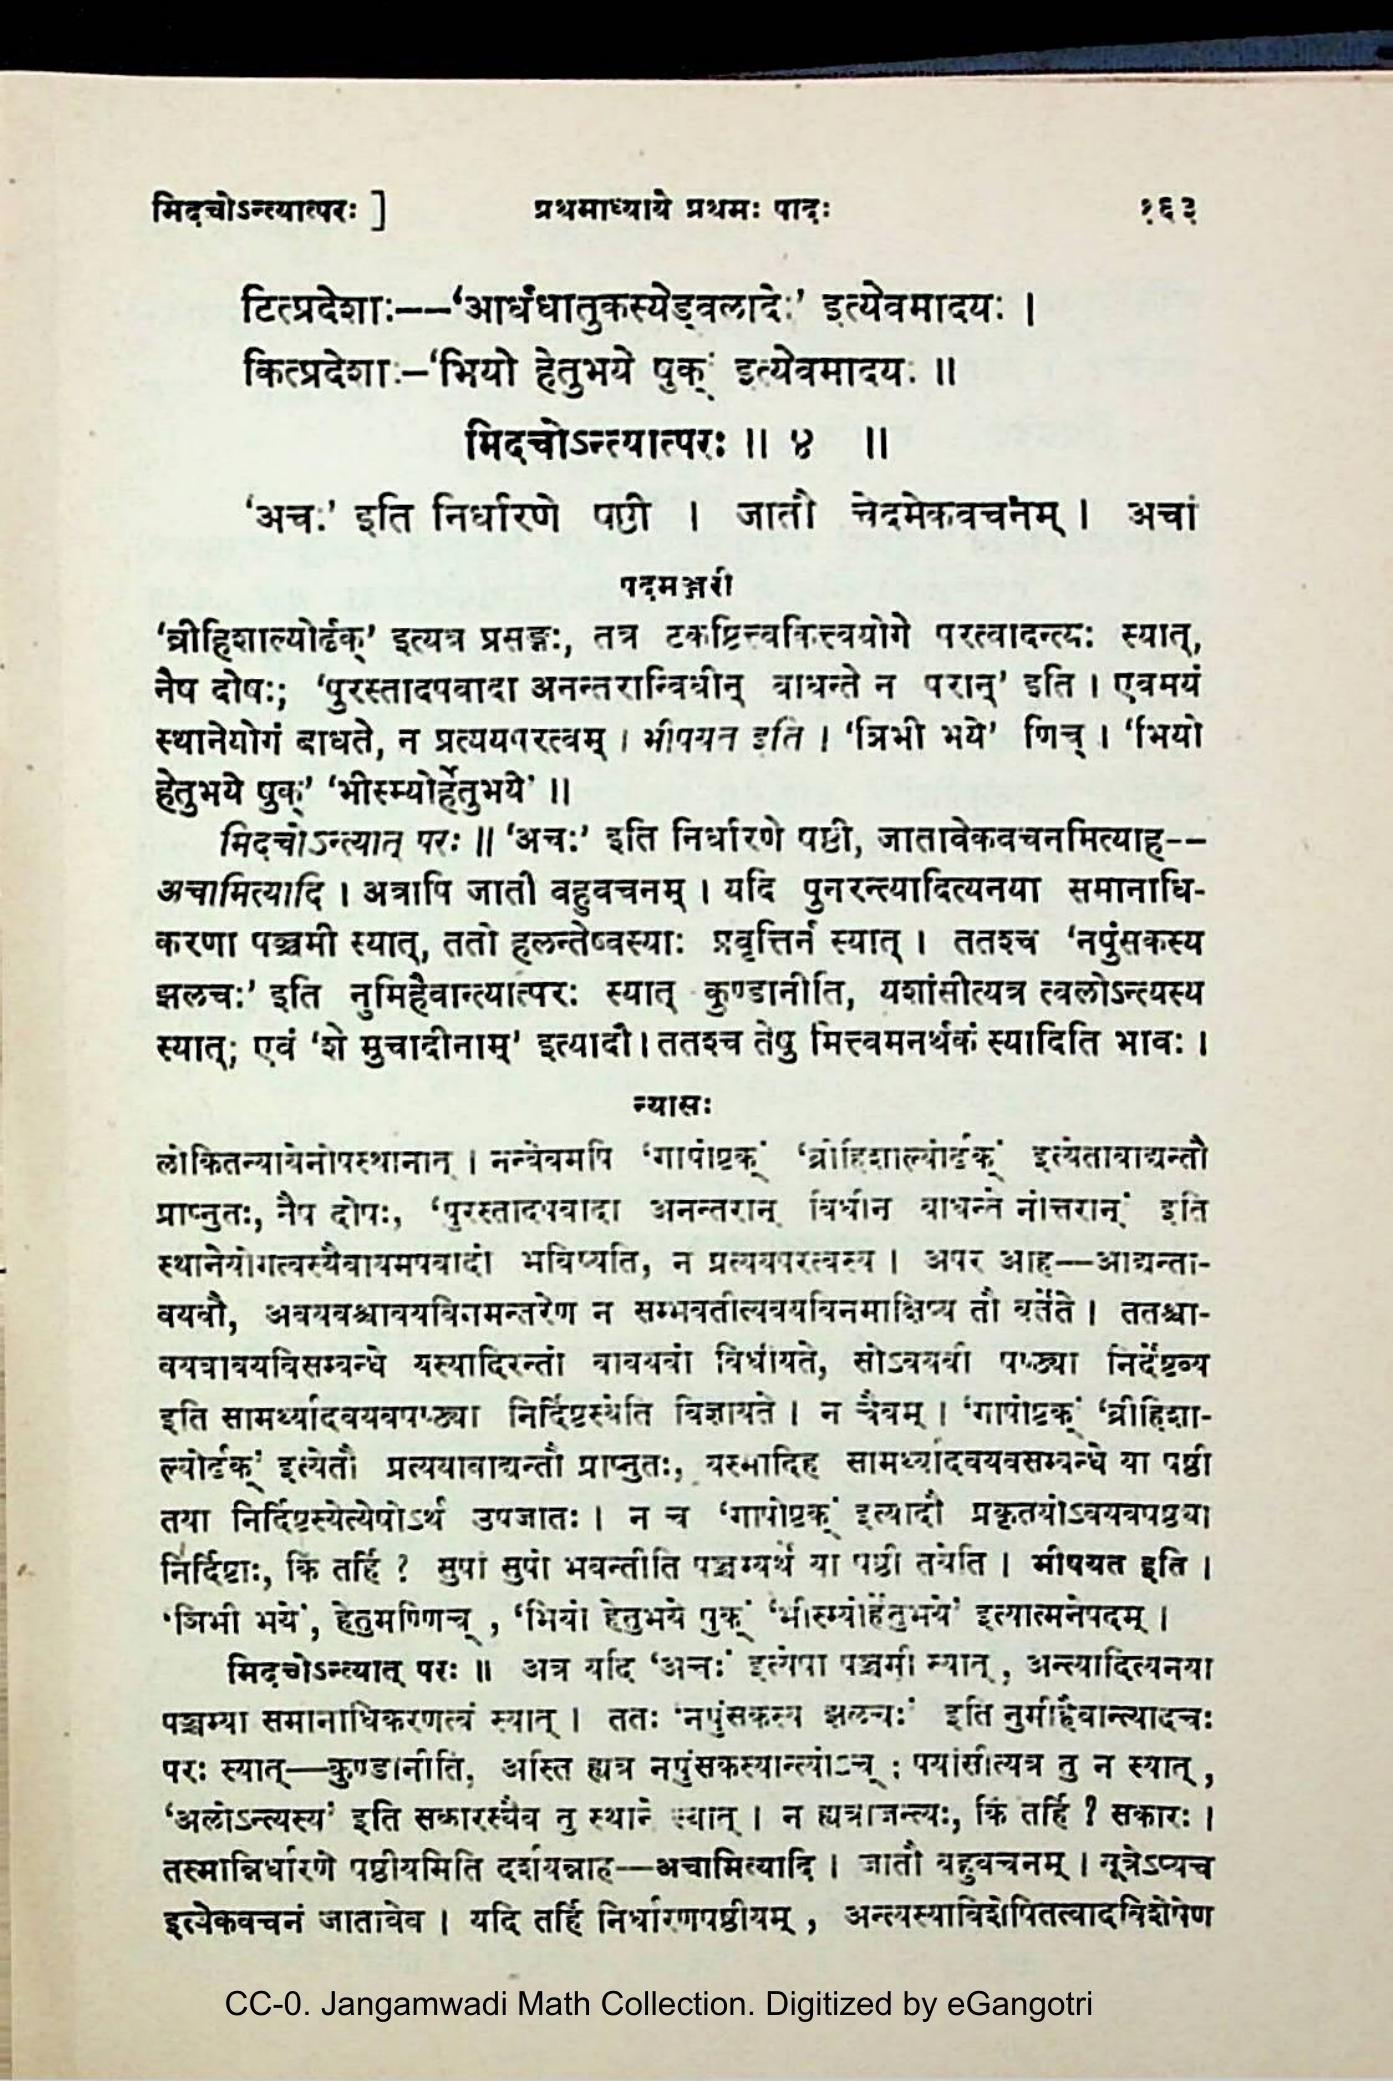 मिदचोऽन्त्यात्परः ] प्रथमाध्याये प्रथमः पादः १६३
टित्प्रदेशाः--‘आर्धधातुकस्येड्वलादेः’ इत्येवमादयः ।
कित्प्रदेशाः-‘भियो हेतुभये षुक्’ इत्येवमादयः ॥
मिदचोऽन्त्यात्परः ॥ ४ ॥
‘अचः’ इति निर्धारणे षष्ठी । जातौ चेदमेकवचनम् । अचां
पदमञ्जरी
‘व्रीहिशाल्योर्ढक्’ इत्यत्र प्रसङ्गः, तत्र टकष्टित्त्वकित्त्वयोगे परत्वादन्त्यः स्यात्,
नैष दोषः; ‘पुरस्तादपवादा अनन्तरान्विधीन् बाधन्ते न परान्’ इति । एवमयं
स्थानेयोगं बाधते, न प्रत्ययपरत्वम् । भीषयत इति । ‘ञिभी भये’ णिच् । ‘भियो
हेतुभये षुक्’ ‘भीस्म्योर्हेतुभये’ ॥
मिदचोऽन्त्यात् परः ॥ ‘अचः’ इति निर्धारणे षष्ठी, जातावेकवचनमित्याह--
अचामित्यादि । अत्रापि जातौ बहुवचनम् । यदि पुनरन्त्यादित्यनया समानाधि-
करणा पञ्चमी स्यात्, ततो हलन्तेष्वस्याः प्रवृत्तिर्न स्यात् । ततश्च ‘नपुंसकस्य
झलचः’ इति नुमिहैवान्त्यात्परः स्यात् कुण्डानीति, यशांसीत्यत्र त्वलोऽन्त्यस्य
स्यात्; एवं ‘शे मुचादीनाम्’ इत्यादौ । ततश्च तेषु मित्त्वमनर्थकं स्यादिति भावः ।
न्यासः
लोकितन्यायेनोपस्थानात् । नन्वेवमपि ‘गापोष्टक्’ ‘व्रीहिशाल्योर्ढक्’ इत्येतावाद्यन्तौ
प्राप्नुतः, नैष दोषः, ‘पुरस्तादपवादा अनन्तरान् विधीन् बाधन्ते नोत्तरान्’ इति
स्थानेयोगत्वस्यैवायमपवादो भविष्यति, न प्रत्ययपरत्वस्य । अपर आह—आद्यन्ता-
वयवौ, अवयवश्चावयविनमन्तरेण न सम्भवतीत्यवयविनमाक्षिप्य तौ वर्तेते । ततश्चा-
वयवावयविसम्बन्धे यस्यादिरन्तो वावयवो विधीयते, सोऽवयवी षष्ठ्या निर्देष्टव्य
इति सामर्थ्यादवयवषष्ठ्या निर्दिष्टस्येति विज्ञायते । न चैवम् । ‘गापोष्टक्’ ‘व्रीहिशा-
ल्योर्ढक्’ इत्येतौ प्रत्ययावाद्यन्तौ प्राप्नुतः, यस्मादिह सामर्थ्यादवयवसम्बन्धे या षष्ठी
तया निर्दिष्टस्येत्येषोऽर्थ उपजातः । न च ‘गापोष्टक्’ इत्यादौ प्रकृतयोऽवयवषष्ठ्या
निर्दिष्टाः, किं तर्हि ? सुपां सुपो भवन्तीति पञ्चम्यर्थे या षष्ठी तयेति । भीषयत इति ।
‘ञिभी भये’, हेतुमण्णिच् , ‘भियो हेतुभये षुक्’ ‘भीस्म्योर्हेतुभये’ इत्यात्मनेपदम् ।
मिदचोऽन्त्यात् परः ॥ अत्र यदि ‘अचः’ इत्येषा पञ्चमी स्यात् , अन्त्यादित्यनया
पञ्चम्या समानाधिकरणत्वं स्यात् । ततः ‘नपुंसकस्य झलचः’ इति नुमिहैवान्त्यादचः
परः स्यात्—कुण्डानीति, अस्ति ह्यत्र नपुंसकस्यान्त्योऽच् ; पयांसीत्यत्र तु न स्यात् ,
‘अलोऽन्त्यस्य’ इति सकारस्यैव तु स्थाने स्यात् । न ह्यत्राजन्त्यः, किं तर्हि ? सकारः ।
तस्मान्निर्धारणे षष्ठीयमिति दर्शयन्नाह—अचामित्यादि । जातौ बहुवचनम् । सूत्रेऽप्यच
इत्येकवचनं जातावेव । यदि तर्हि निर्धारणषष्ठीयम् , अन्त्यस्याविशेषितत्वादविशेषेण
CC-0. Jangamwadi Math Collection. Digitized by eGangotri